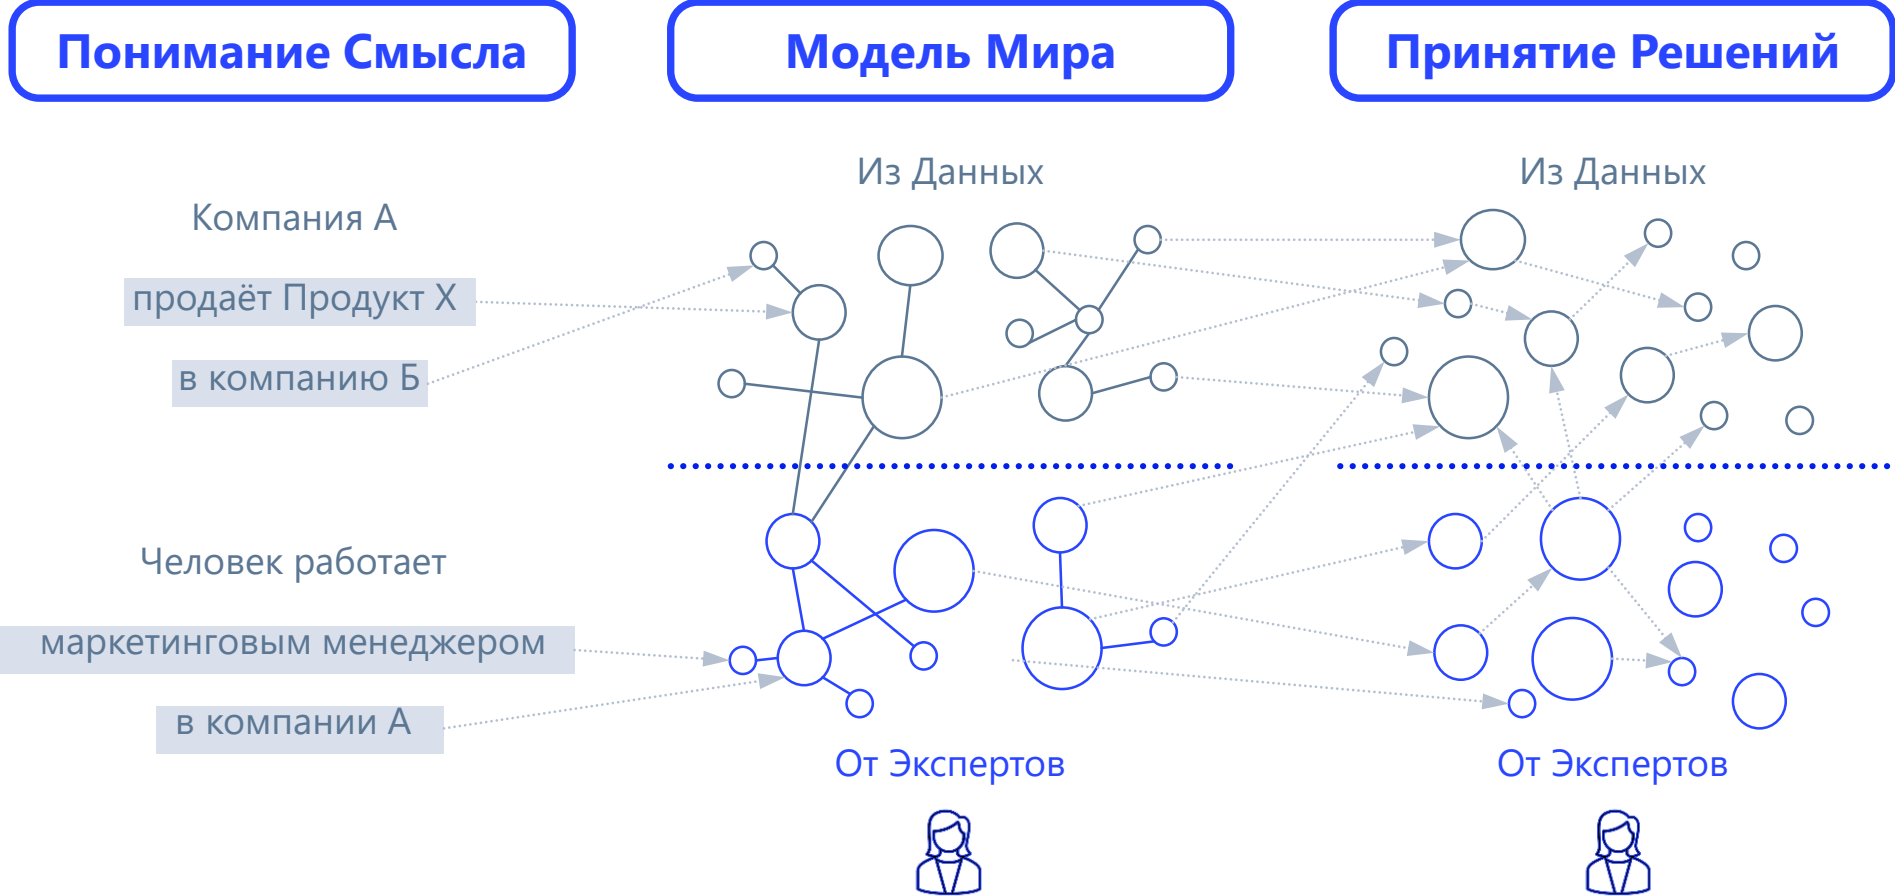 Понимание Смысла
Модель Мира
Принятие Решений
Из Данных
Из Данных
Компания А
продаёт Продукт Х
в компанию Б
Человек работает
маркетинговым менеджером
в компании А
От Экспертов
От Экспертов